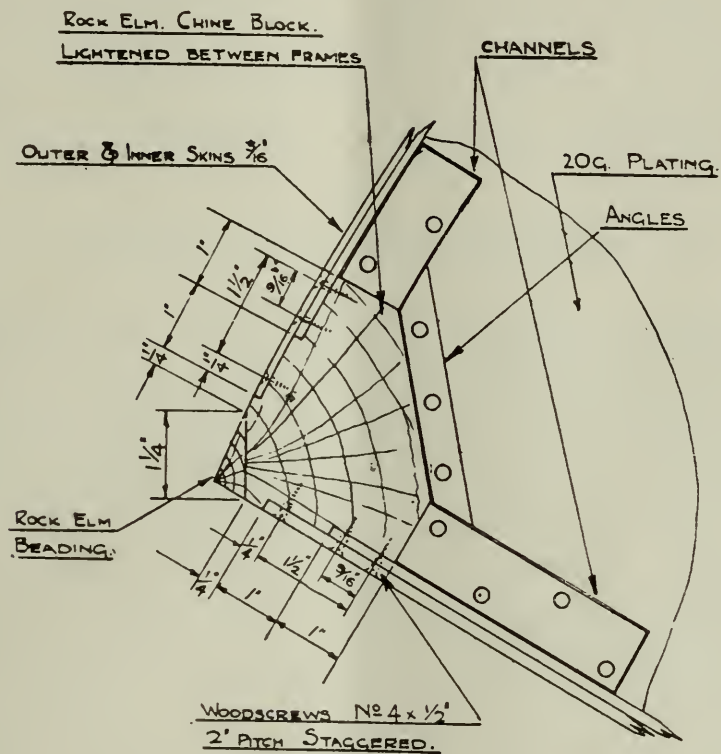 ROCK ELM. CHINE BLOCK.
LIGHTENED BETWEEN FRAMES
CHANNELS
OUTER & INNER SKINS 3/16"
20G. PLATING.
ANGLES
1"
1½"
9/16"
1"
¼"
¼"
1¼"
ROCK ELM
BEADING.
¼"
¼"
1½"
9/16"
1"
1"
WOODSCREWS Nº 4 x ½"
2" PITCH STAGGERED.